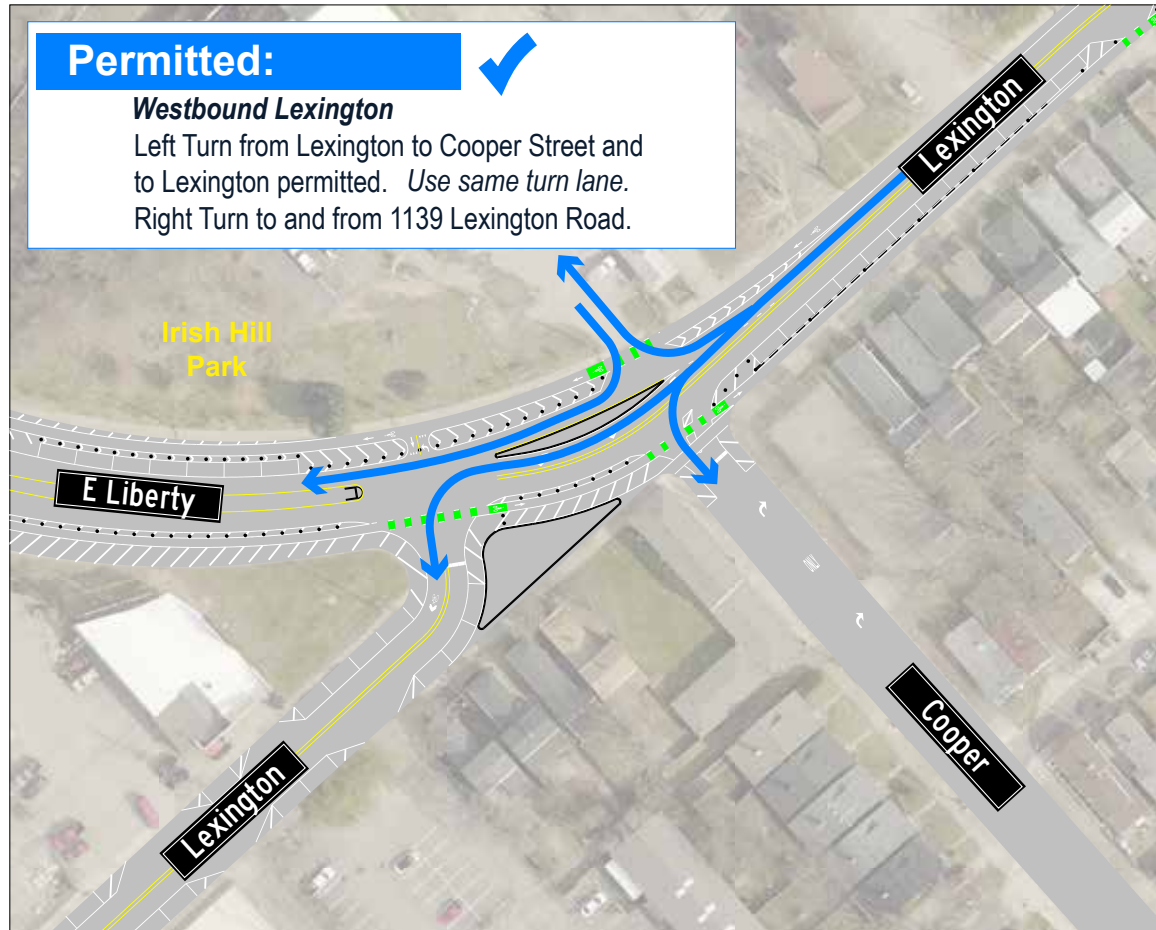 Permitted:
Westbound Lexington
Left Turn from Lexington to Cooper Street and
to Lexington permitted. Use same turn lane.
Right Turn to and from 1139 Lexington Road.
Lexington
Irish Hill
Park
E Liberty
Lexington
Cooper